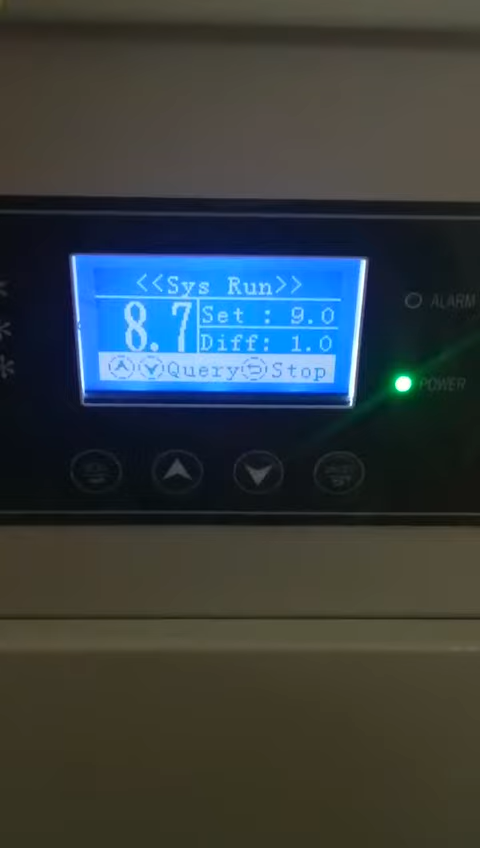 <<Sys Run>>
8.7
Set : 9.0
Diff: 1.0
Query Stop
ALARM
POWER